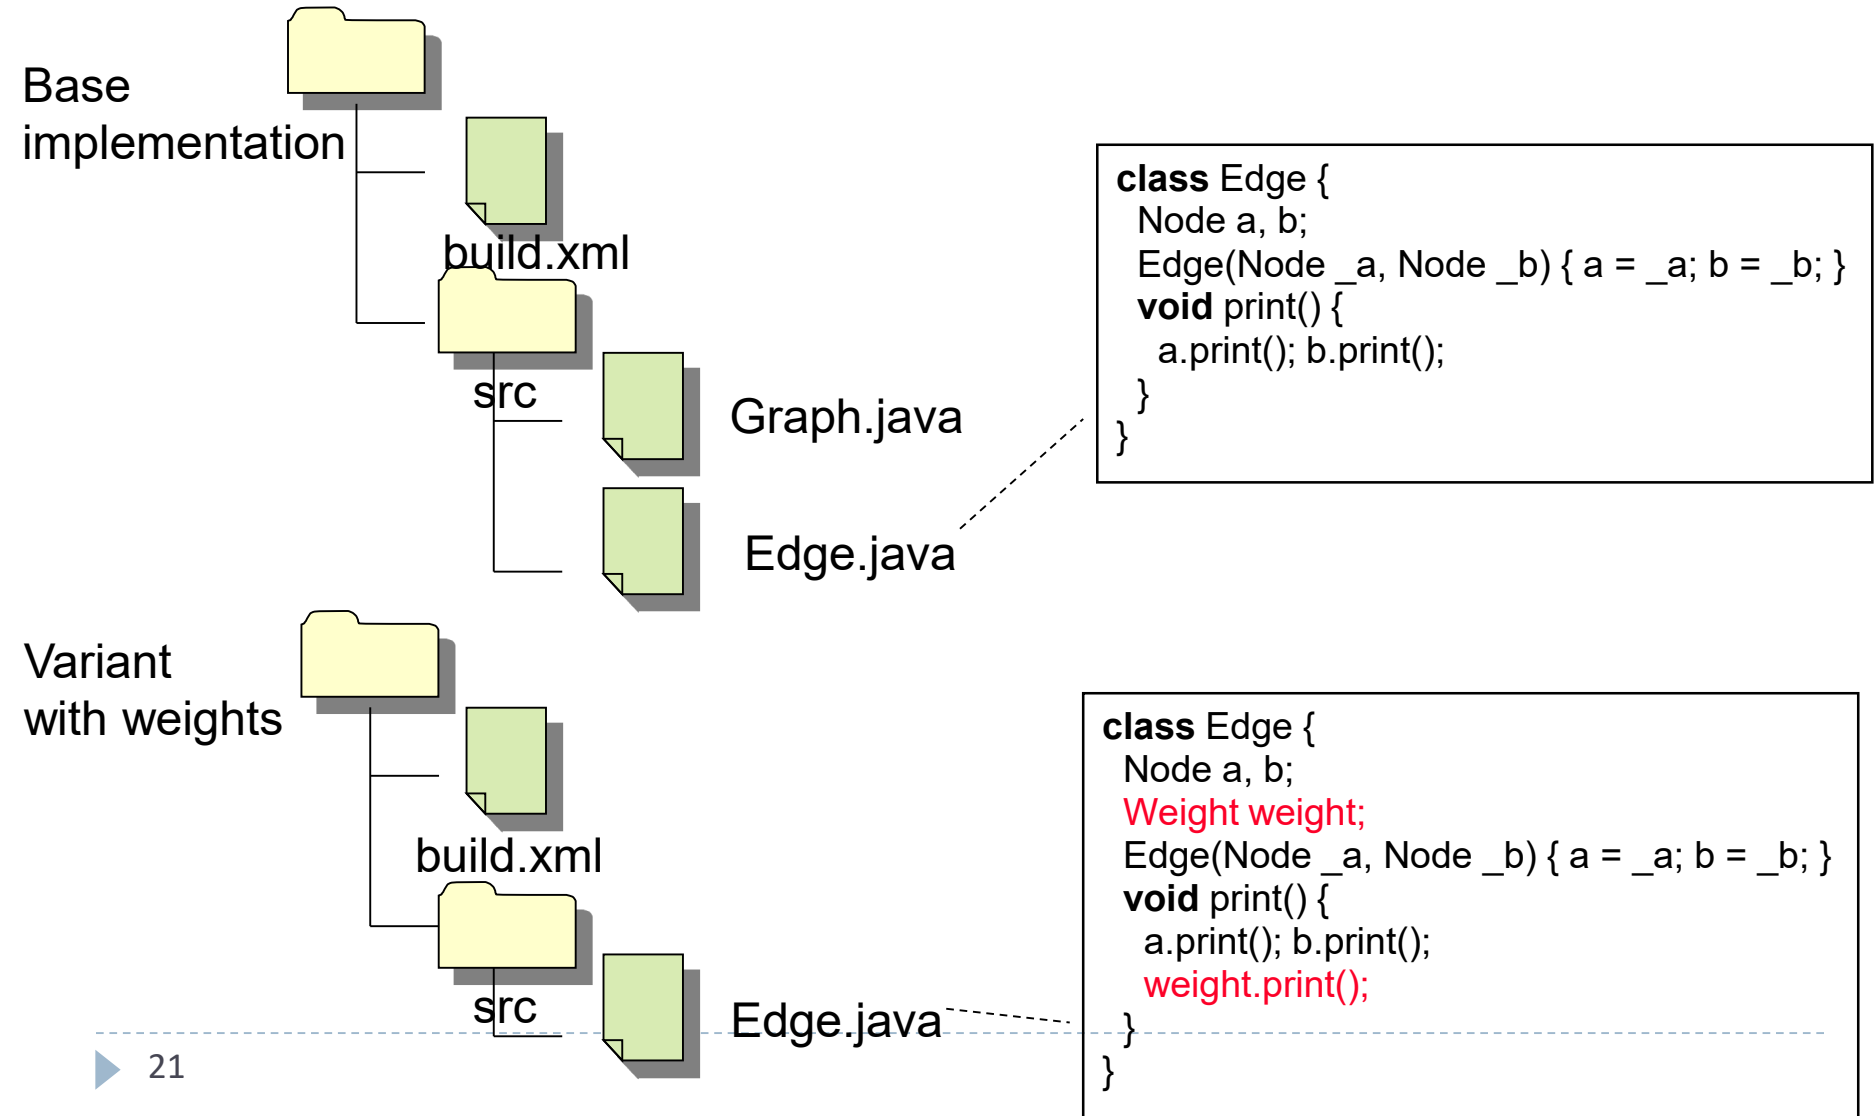 Base
implementation
build.xml
src
Graph.java
Edge.java
class Edge {
Node a, b;
Edge(Node _a, Node _b) { a = _a; b = _b; }
void print() {
a.print(); b.print();
}
}
Variant
with weights
build.xml
src
Edge.java
class Edge {
Node a, b;
Weight weight;
Edge(Node _a, Node _b) { a = _a; b = _b; }
void print() {
a.print(); b.print();
weight.print();
}
}
21